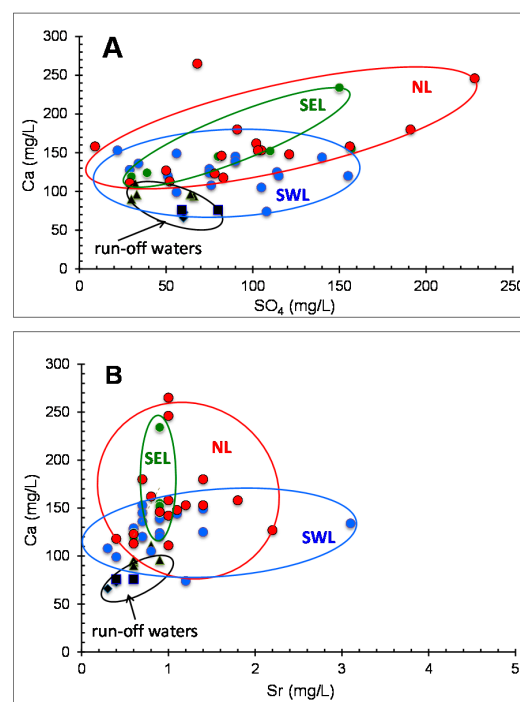 A
300
250
200
150
100
50
0
Ca (mg/L)
NL
SEL
SWL
run-off waters
0 50 100 150 200 250
SO₄ (mg/L)
B
300
250
200
150
100
50
0
Ca (mg/L)
SEL
NL
SWL
run-off waters
0 1 2 3 4 5
Sr (mg/L)